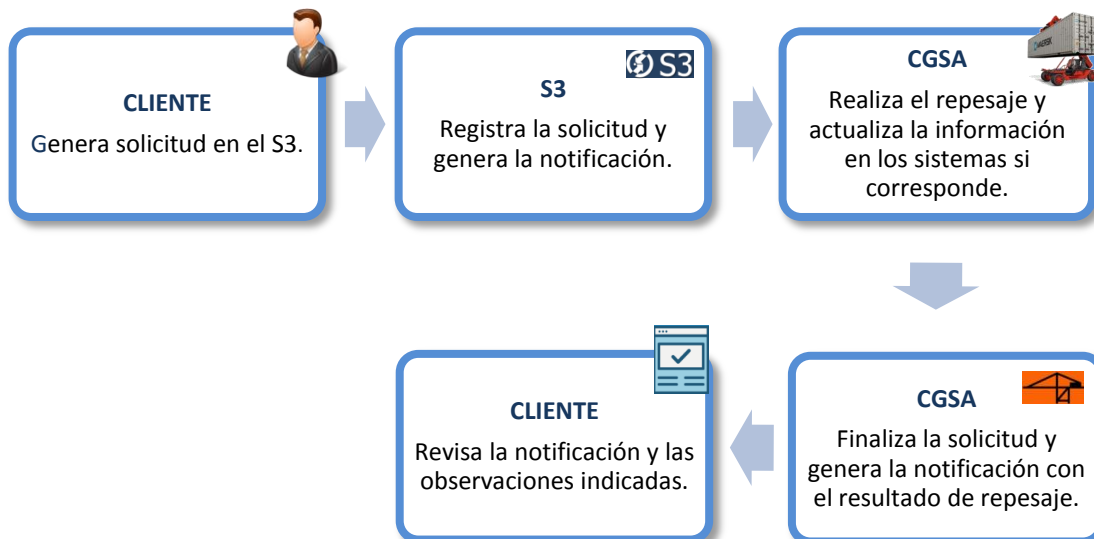 CLIENTE
Genera solicitud en el S3.
S3
S3
Registra la solicitud y
genera la notificación.
CGSA
Realiza el repesaje y
actualiza la información
en los sistemas si
corresponde.
CGSA
Finaliza la solicitud y
genera la notificación con
el resultado de repesaje.
CLIENTE
Revisa la notificación y las
observaciones indicadas.